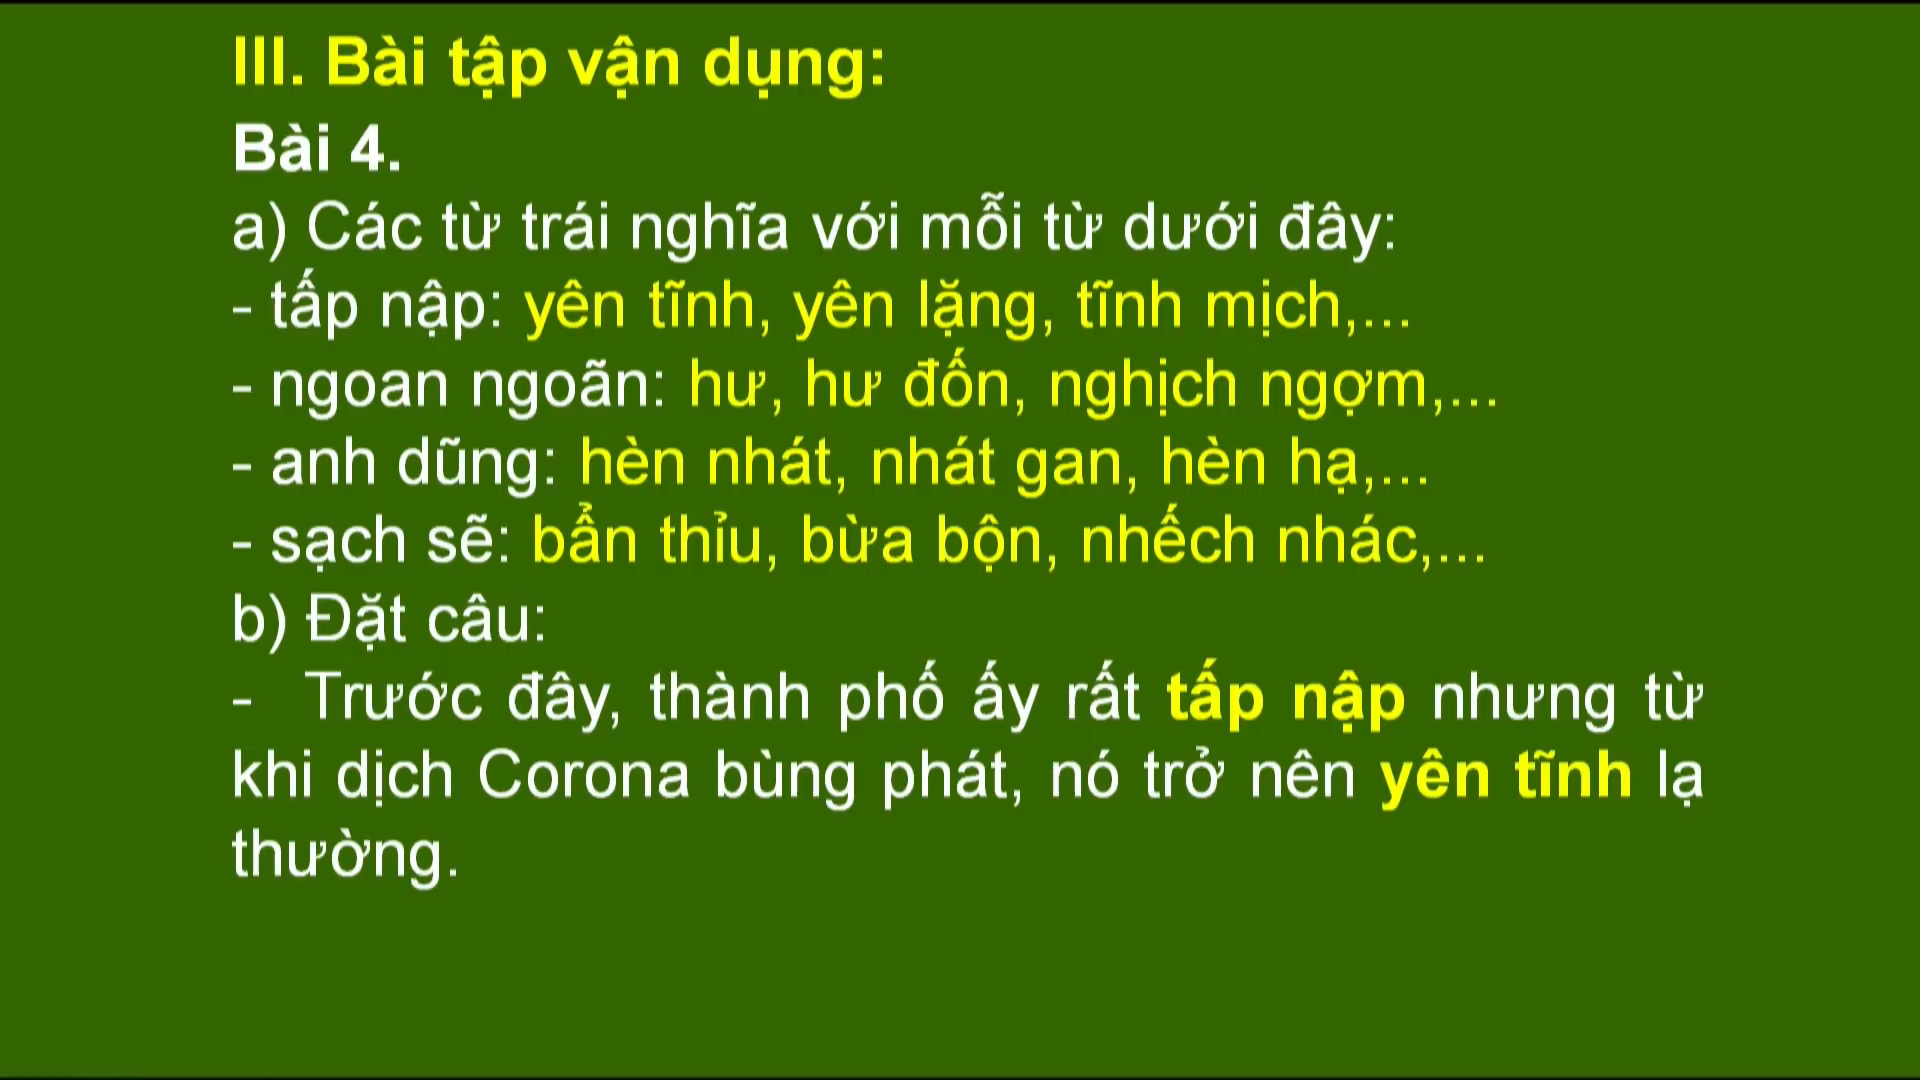 III. Bài tập vận dụng:
Bài 4.
a) Các từ trái nghĩa với mỗi từ dưới đây:
- tấp nập: yên tĩnh, yên lặng, tĩnh mịch,...
- ngoan ngoãn: hư, hư đốn, nghịch ngợm,...
- anh dũng: hèn nhát, nhát gan, hèn hạ,...
- sạch sẽ: bẩn thỉu, bừa bộn, nhếch nhác,...
b) Đặt câu:
- Trước đây, thành phố ấy rất tấp nập nhưng từ
khi dịch Corona bùng phát, nó trở nên yên tĩnh lạ
thường.